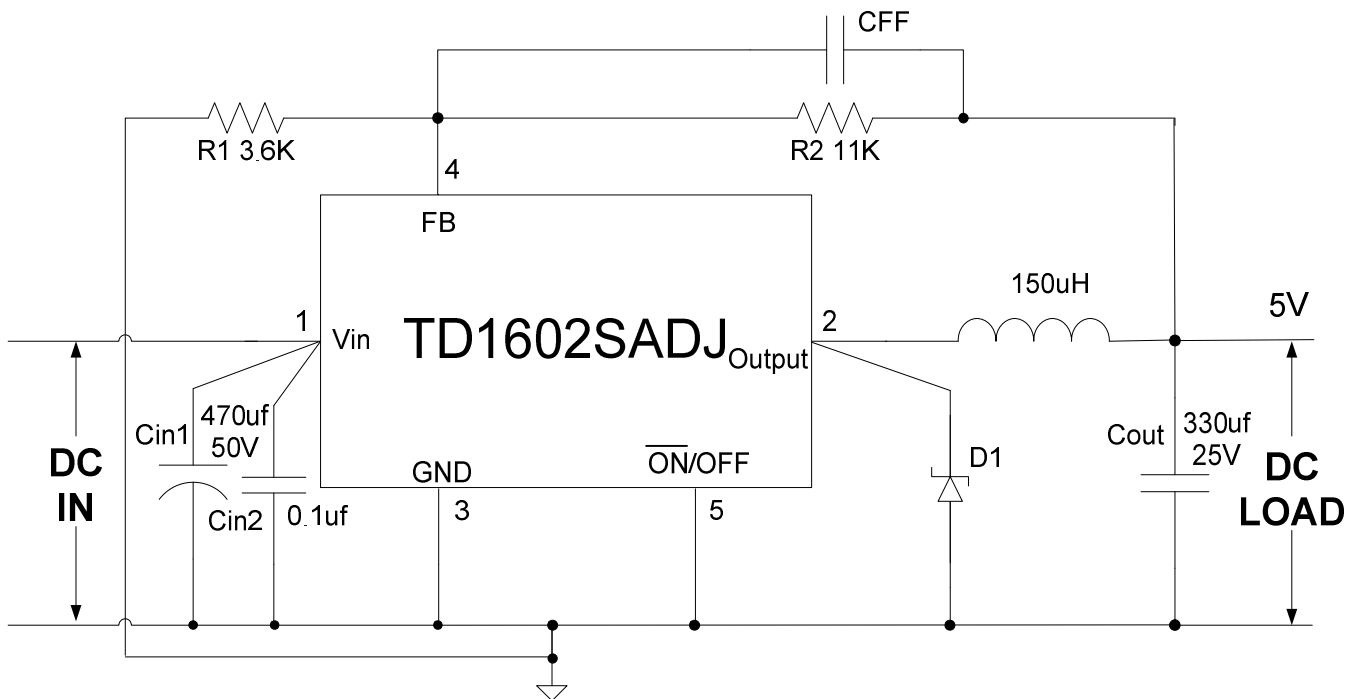 CFF
R1 3.6K
R2 11K
4
FB
150uH
5V
1
Vin
TD1602SADJ
Output
2
Cin1
470uf
50V
Cin2
0.1uf
GND
3
ON/OFF
5
D1
Cout
330uf
25V
DC
IN
DC
LOAD